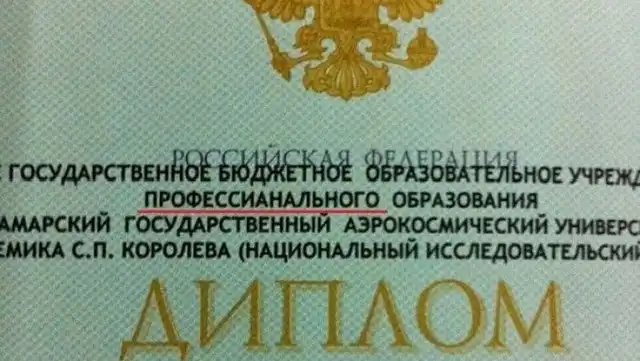 РОССИЙСКАЯ ФЕДЕРАЦИЯ
Е ГОСУДАРСТВЕННОЕ БЮДЖЕТНОЕ ОБРАЗОВАТЕЛЬНОЕ УЧРЕЖД
ПРОФЕССИАНАЛЬНОГО ОБРАЗОВАНИЯ
АМАРСКИЙ ГОСУДАРСТВЕННЫЙ АЭРОКОСМИЧЕСКИЙ УНИВЕРС
ЕМИКА С.П. КОРОЛЕВА (НАЦИОНАЛЬНЫЙ ИССЛЕДОВАТЕЛЬСКИЙ
ДИПЛОМ